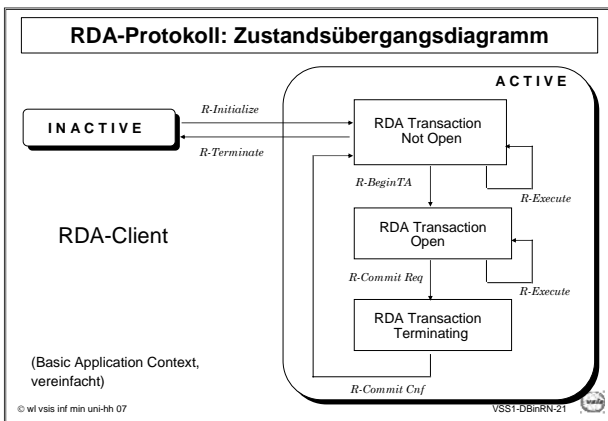 RDA-Protokoll: Zustandsübergangsdiagramm
A C T I V E
I N A C T I V E
R-Initialize
R-Terminate
RDA Transaction
Not Open
R-BeginTA
R-Execute
RDA-Client
RDA Transaction
Open
R-Commit Req
R-Execute
RDA Transaction
Terminating
(Basic Application Context,
vereinfacht)
R-Commit Cnf
© wl vsis inf min uni-hh 07
VSS1-DBinRN-21